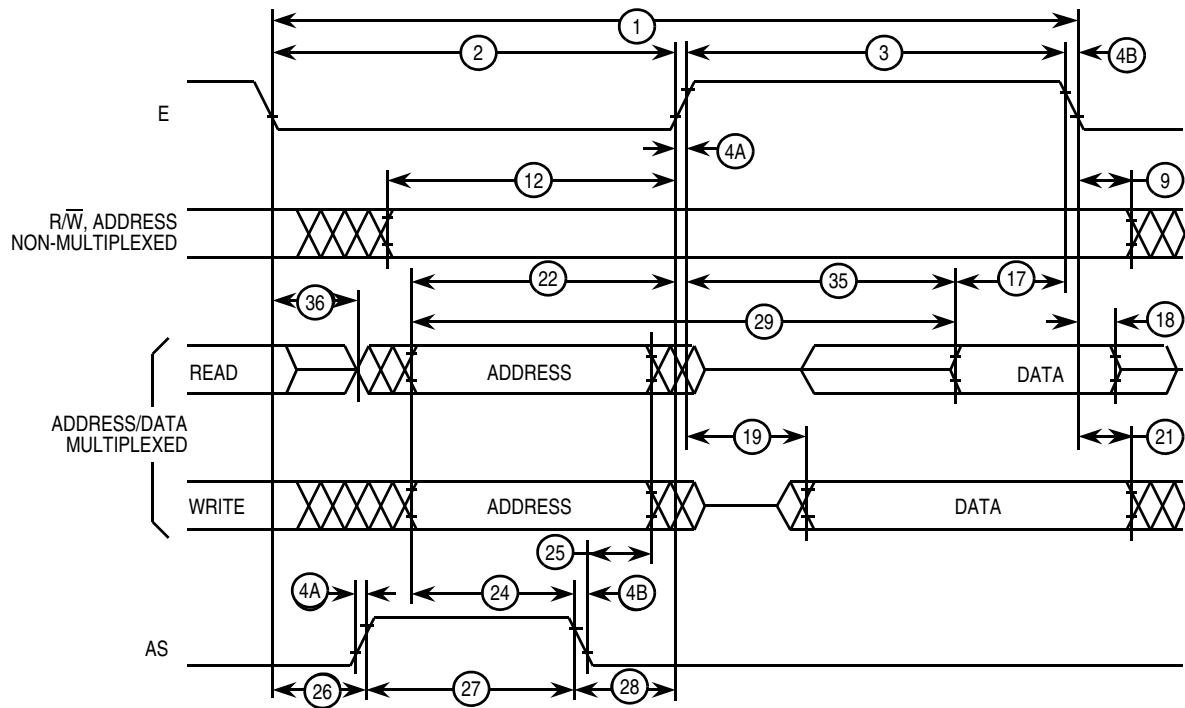 1
2
3
4B
E
4A
12
9
R/W̅, ADDRESS
NON-MULTIPLEXED
22
35
17
36
29
18
READ
ADDRESS
DATA
ADDRESS/DATA
MULTIPLEXED
19
21
WRITE
ADDRESS
DATA
25
4A
24
4B
AS
26
27
28